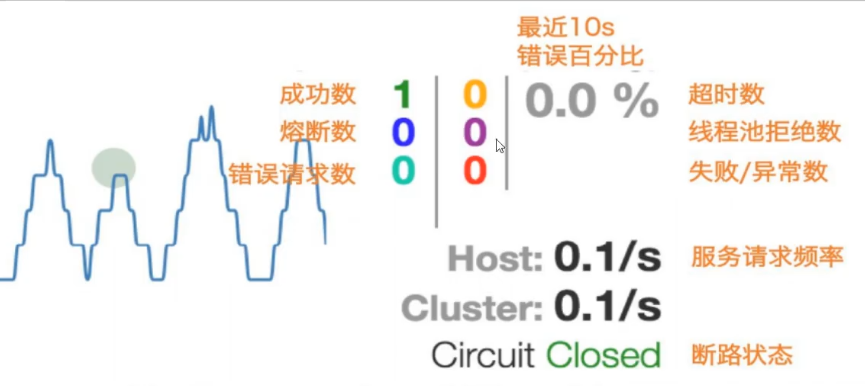 最近10s
错误百分比
成功数 1 0 0.0 % 超时数
熔断数 0 0 线程池拒绝数
错误请求数 0 0 失败/异常数
Host: 0.1/s 服务请求频率
Cluster: 0.1/s
Circuit Closed 断路状态